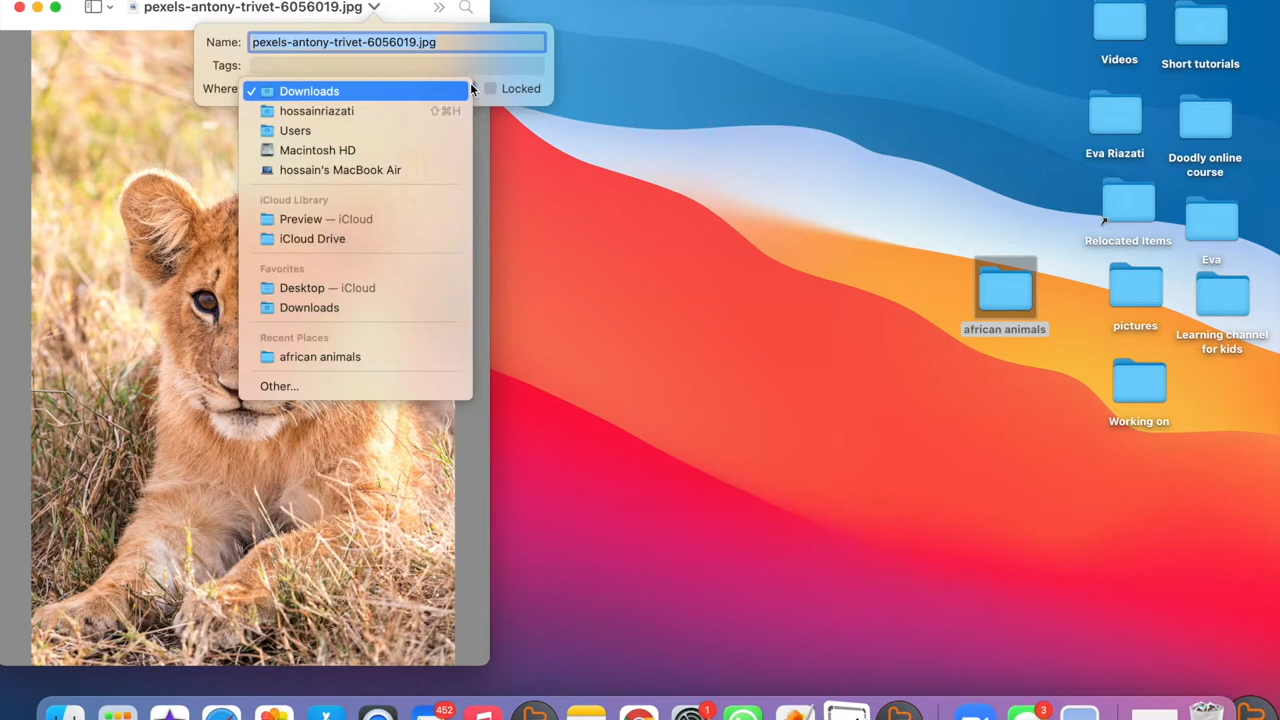 pexels-antony-trivet-6056019.jpg
Name: pexels-antony-trivet-6056019.jpg
Tags:
Where
Downloads
Locked
hossainriazati ⇧⌘H
Users
Macintosh HD
hossain's MacBook Air
iCloud Library
Preview — iCloud
iCloud Drive
Favorites
Desktop — iCloud
Downloads
Recent Places
african animals
Other...
Videos
Short tutorials
Eva Riazati
Doodly online
course
Relocated Items
Eva
african animals
pictures
Learning channel
for kids
Working on
452
1
3